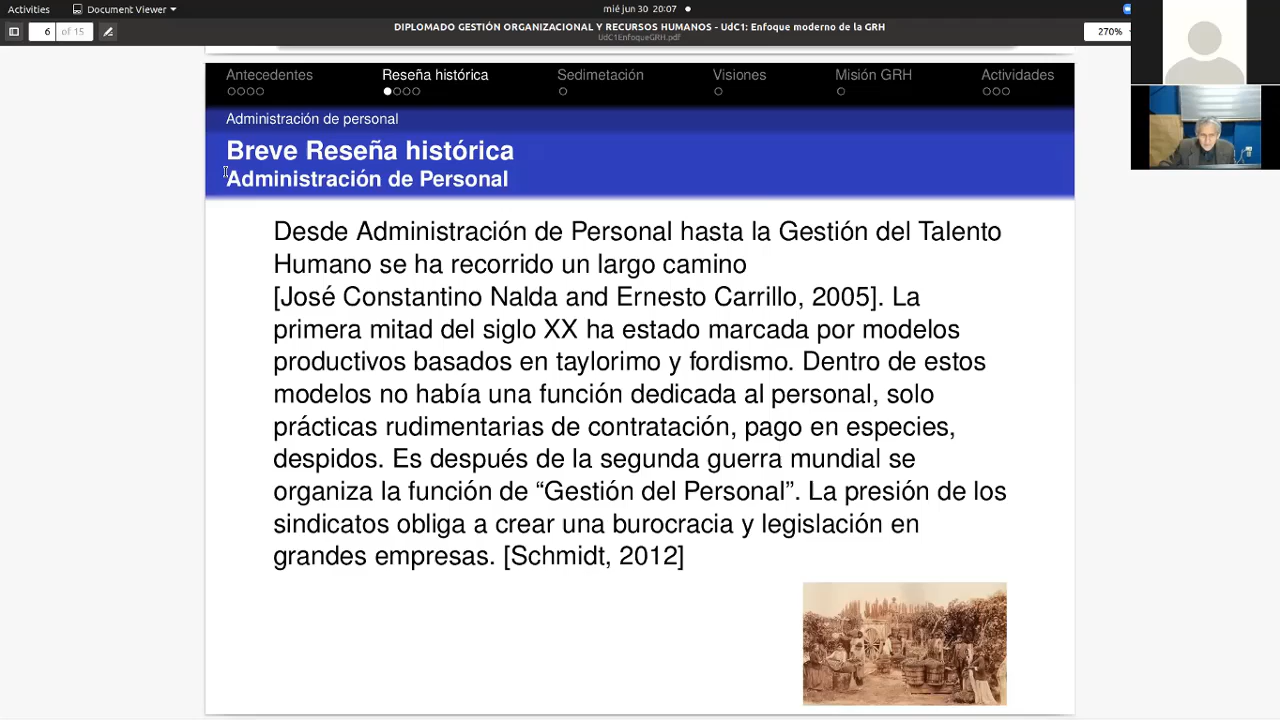 Activities
Document Viewer
mié jun 30 20:07
6 of 15
DIPLOMADO GESTIÓN ORGANIZACIONAL Y RECURSOS HUMANOS - UdC1: Enfoque moderno de la GRH
UdC1EnfoqueGRH.pdf
270%
Antecedentes Reseña histórica Sedimetación Visiones Misión GRH Actividades
Administración de personal
Breve Reseña histórica
Administración de Personal
Desde Administración de Personal hasta la Gestión del Talento
Humano se ha recorrido un largo camino
[José Constantino Nalda and Ernesto Carrillo, 2005]. La
primera mitad del siglo XX ha estado marcada por modelos
productivos basados en taylorimo y fordismo. Dentro de estos
modelos no había una función dedicada al personal, solo
prácticas rudimentarias de contratación, pago en especies,
despidos. Es después de la segunda guerra mundial se
organiza la función de “Gestión del Personal”. La presión de los
sindicatos obliga a crear una burocracia y legislación en
grandes empresas. [Schmidt, 2012]